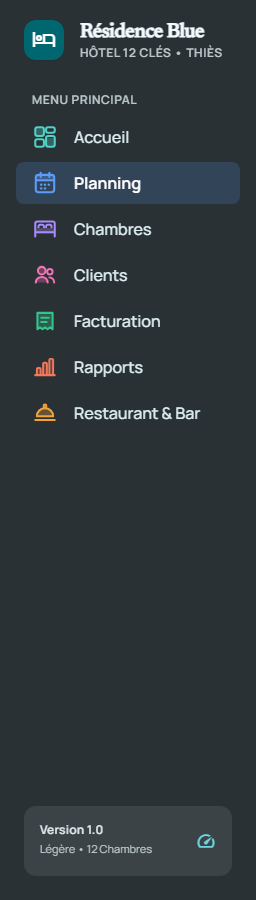 Résidence Blue
HÔTEL 12 CLÉS • THIÈS
MENU PRINCIPAL
Accueil
Planning
Chambres
Clients
Facturation
Rapports
Restaurant & Bar
Version 1.0
Légère • 12 Chambres